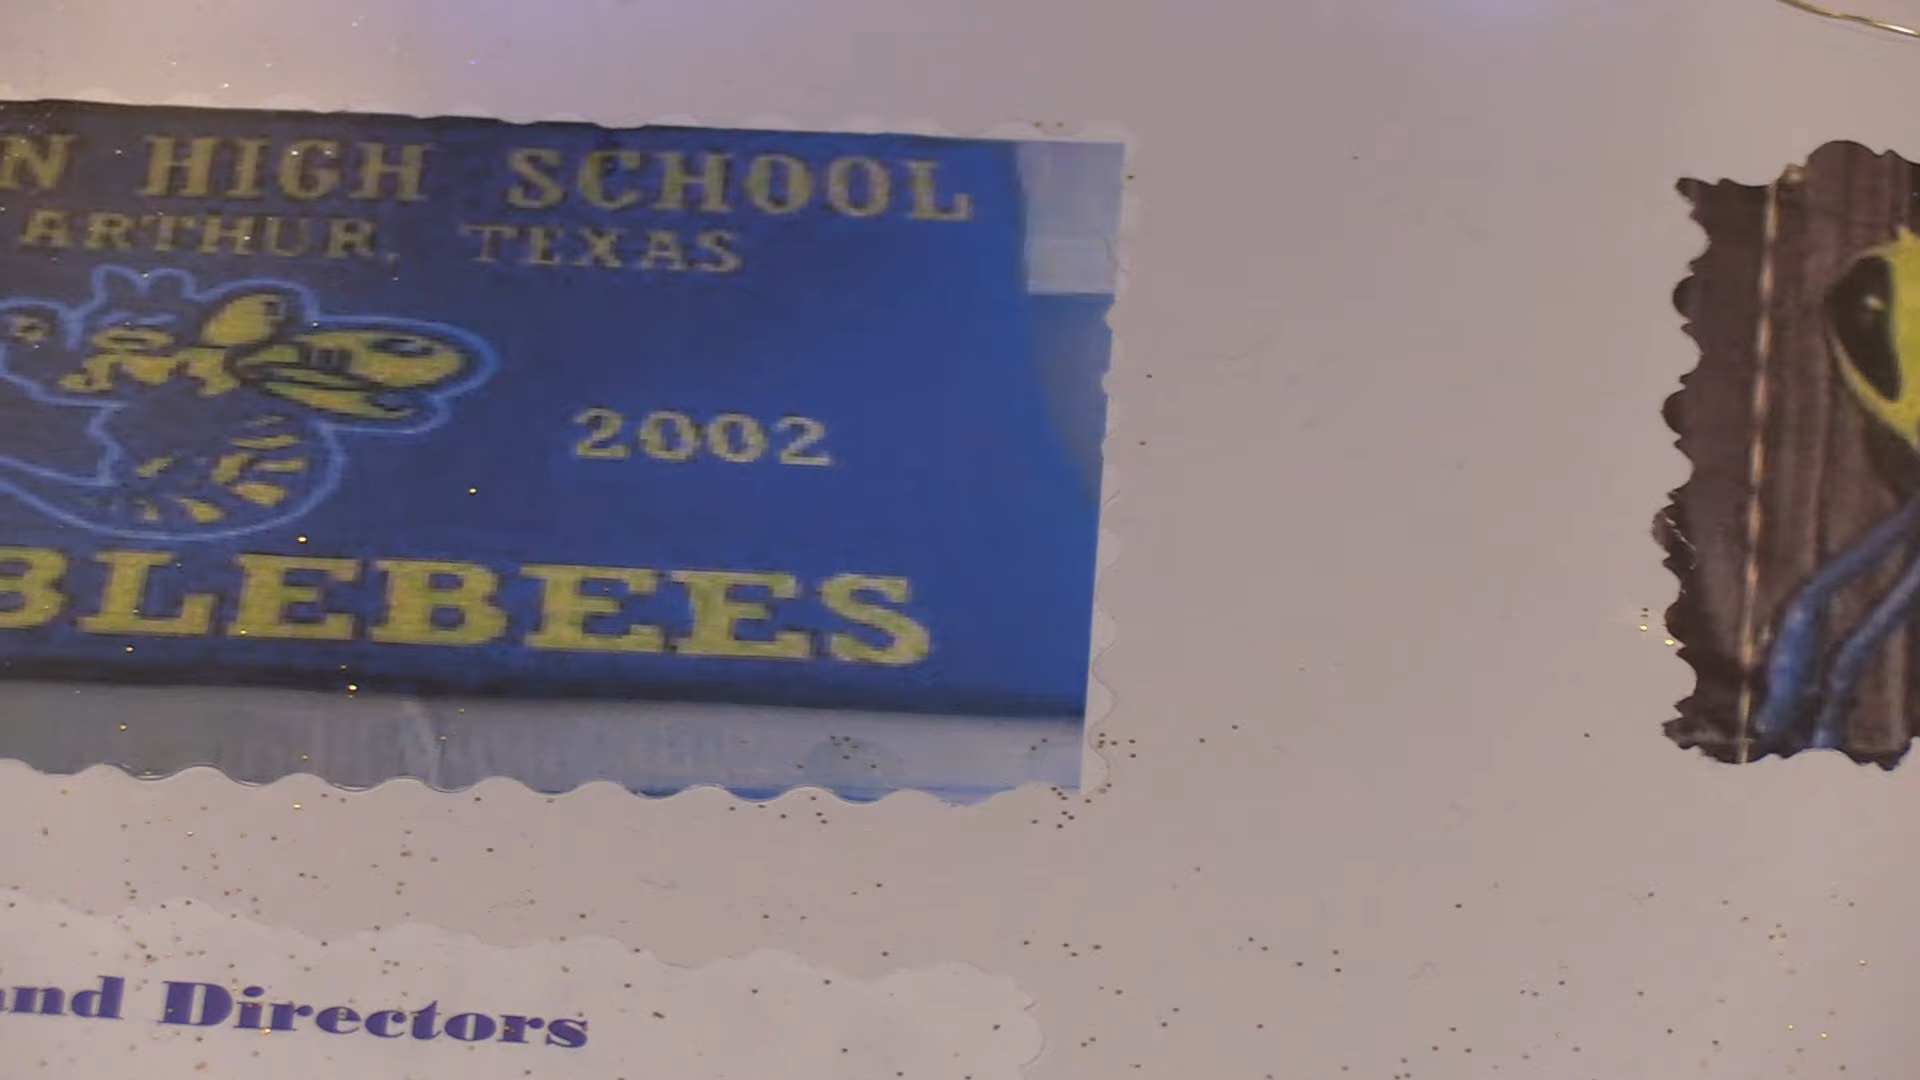 N HIGH SCHOOL
ARTHUR, TEXAS
2002
BLEBEES
and Directors